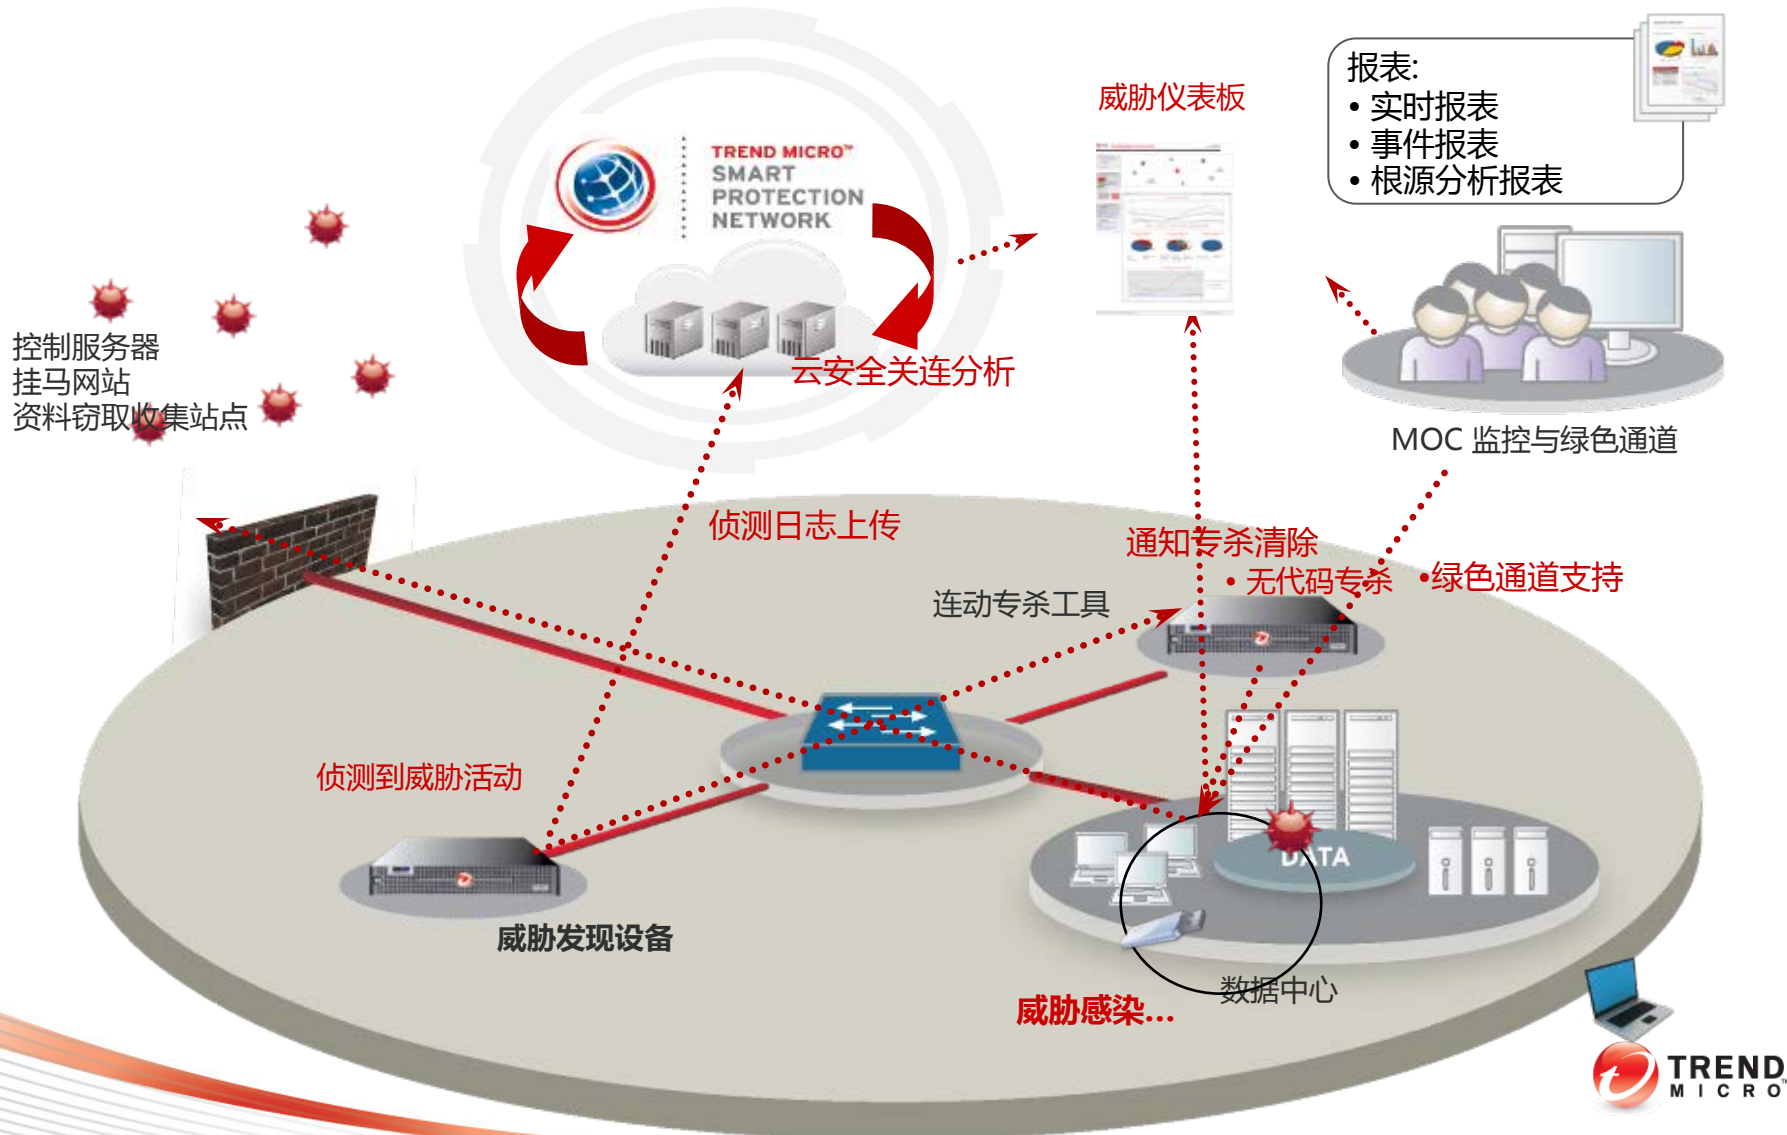 报表:
• 实时报表
• 事件报表
• 根源分析报表
威胁仪表板
TREND MICRO™
SMART
PROTECTION
NETWORK
控制服务器
挂马网站
资料窃取收集站点
云安全关连分析
MOC 监控与绿色通道
侦测日志上传
通知专杀清除
• 无代码专杀
•绿色通道支持
连动专杀工具
侦测到威胁活动
DATA
威胁发现设备
数据中心
威胁感染...
TREND
MICRO™